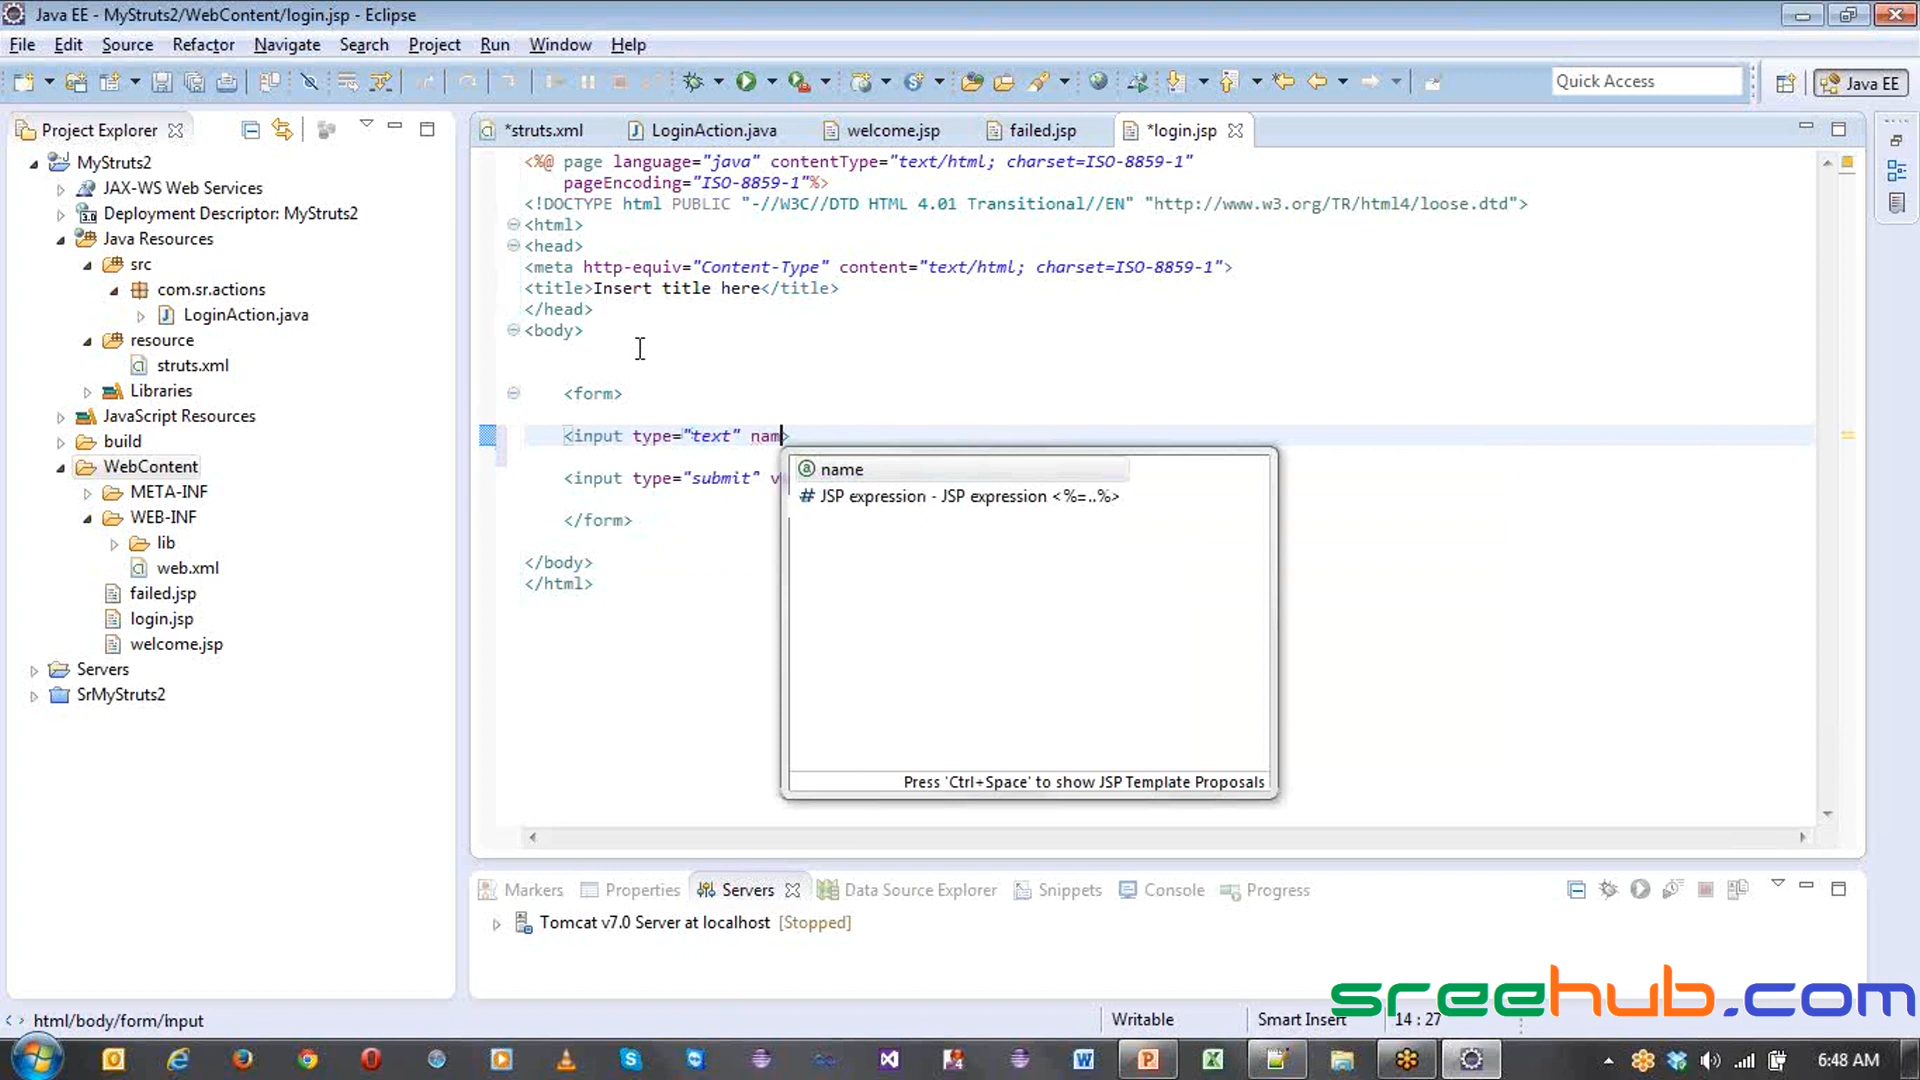 Java EE - MyStruts2/WebContent/login.jsp - Eclipse
File Edit Source Refactor Navigate Search Project Run Window Help
Quick Access
Java EE
Project Explorer
MyStruts2
JAX-WS Web Services
3.0 Deployment Descriptor: MyStruts2
Java Resources
src
com.sr.actions
LoginAction.java
resource
struts.xml
Libraries
JavaScript Resources
build
WebContent
META-INF
WEB-INF
lib
web.xml
failed.jsp
login.jsp
welcome.jsp
Servers
SrMyStruts2
*struts.xml LoginAction.java welcome.jsp failed.jsp *login.jsp
<%@ page language="java" contentType="text/html; charset=ISO-8859-1"
pageEncoding="ISO-8859-1"%>
<!DOCTYPE html PUBLIC "-//W3C//DTD HTML 4.01 Transitional//EN" "http://www.w3.org/TR/html4/loose.dtd">
<html>
<head>
<meta http-equiv="Content-Type" content="text/html; charset=ISO-8859-1">
<title>Insert title here</title>
</head>
<body>
<form>
<input type="text" nam>
<input type="submit" v
</form>
</body>
</html>
name
# JSP expression - JSP expression <%=..%>
Press 'Ctrl+Space' to show JSP Template Proposals
Markers Properties Servers Data Source Explorer Snippets Console Progress
Tomcat v7.0 Server at localhost [Stopped]
sreehub.com
html/body/form/input
Writable Smart Insert 14 : 27
6:48 AM